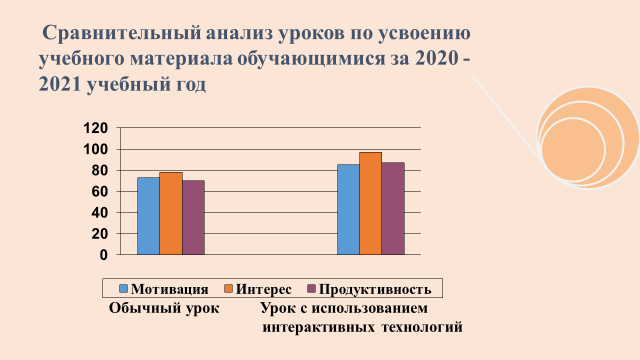 Сравнительный анализ уроков по усвоению
учебного материала обучающимися за 2020 -
2021 учебный год
120
100
80
60
40
20
0
Мотивация Интерес Продуктивность
Обычный урок Урок с использованием
интерактивных технологий